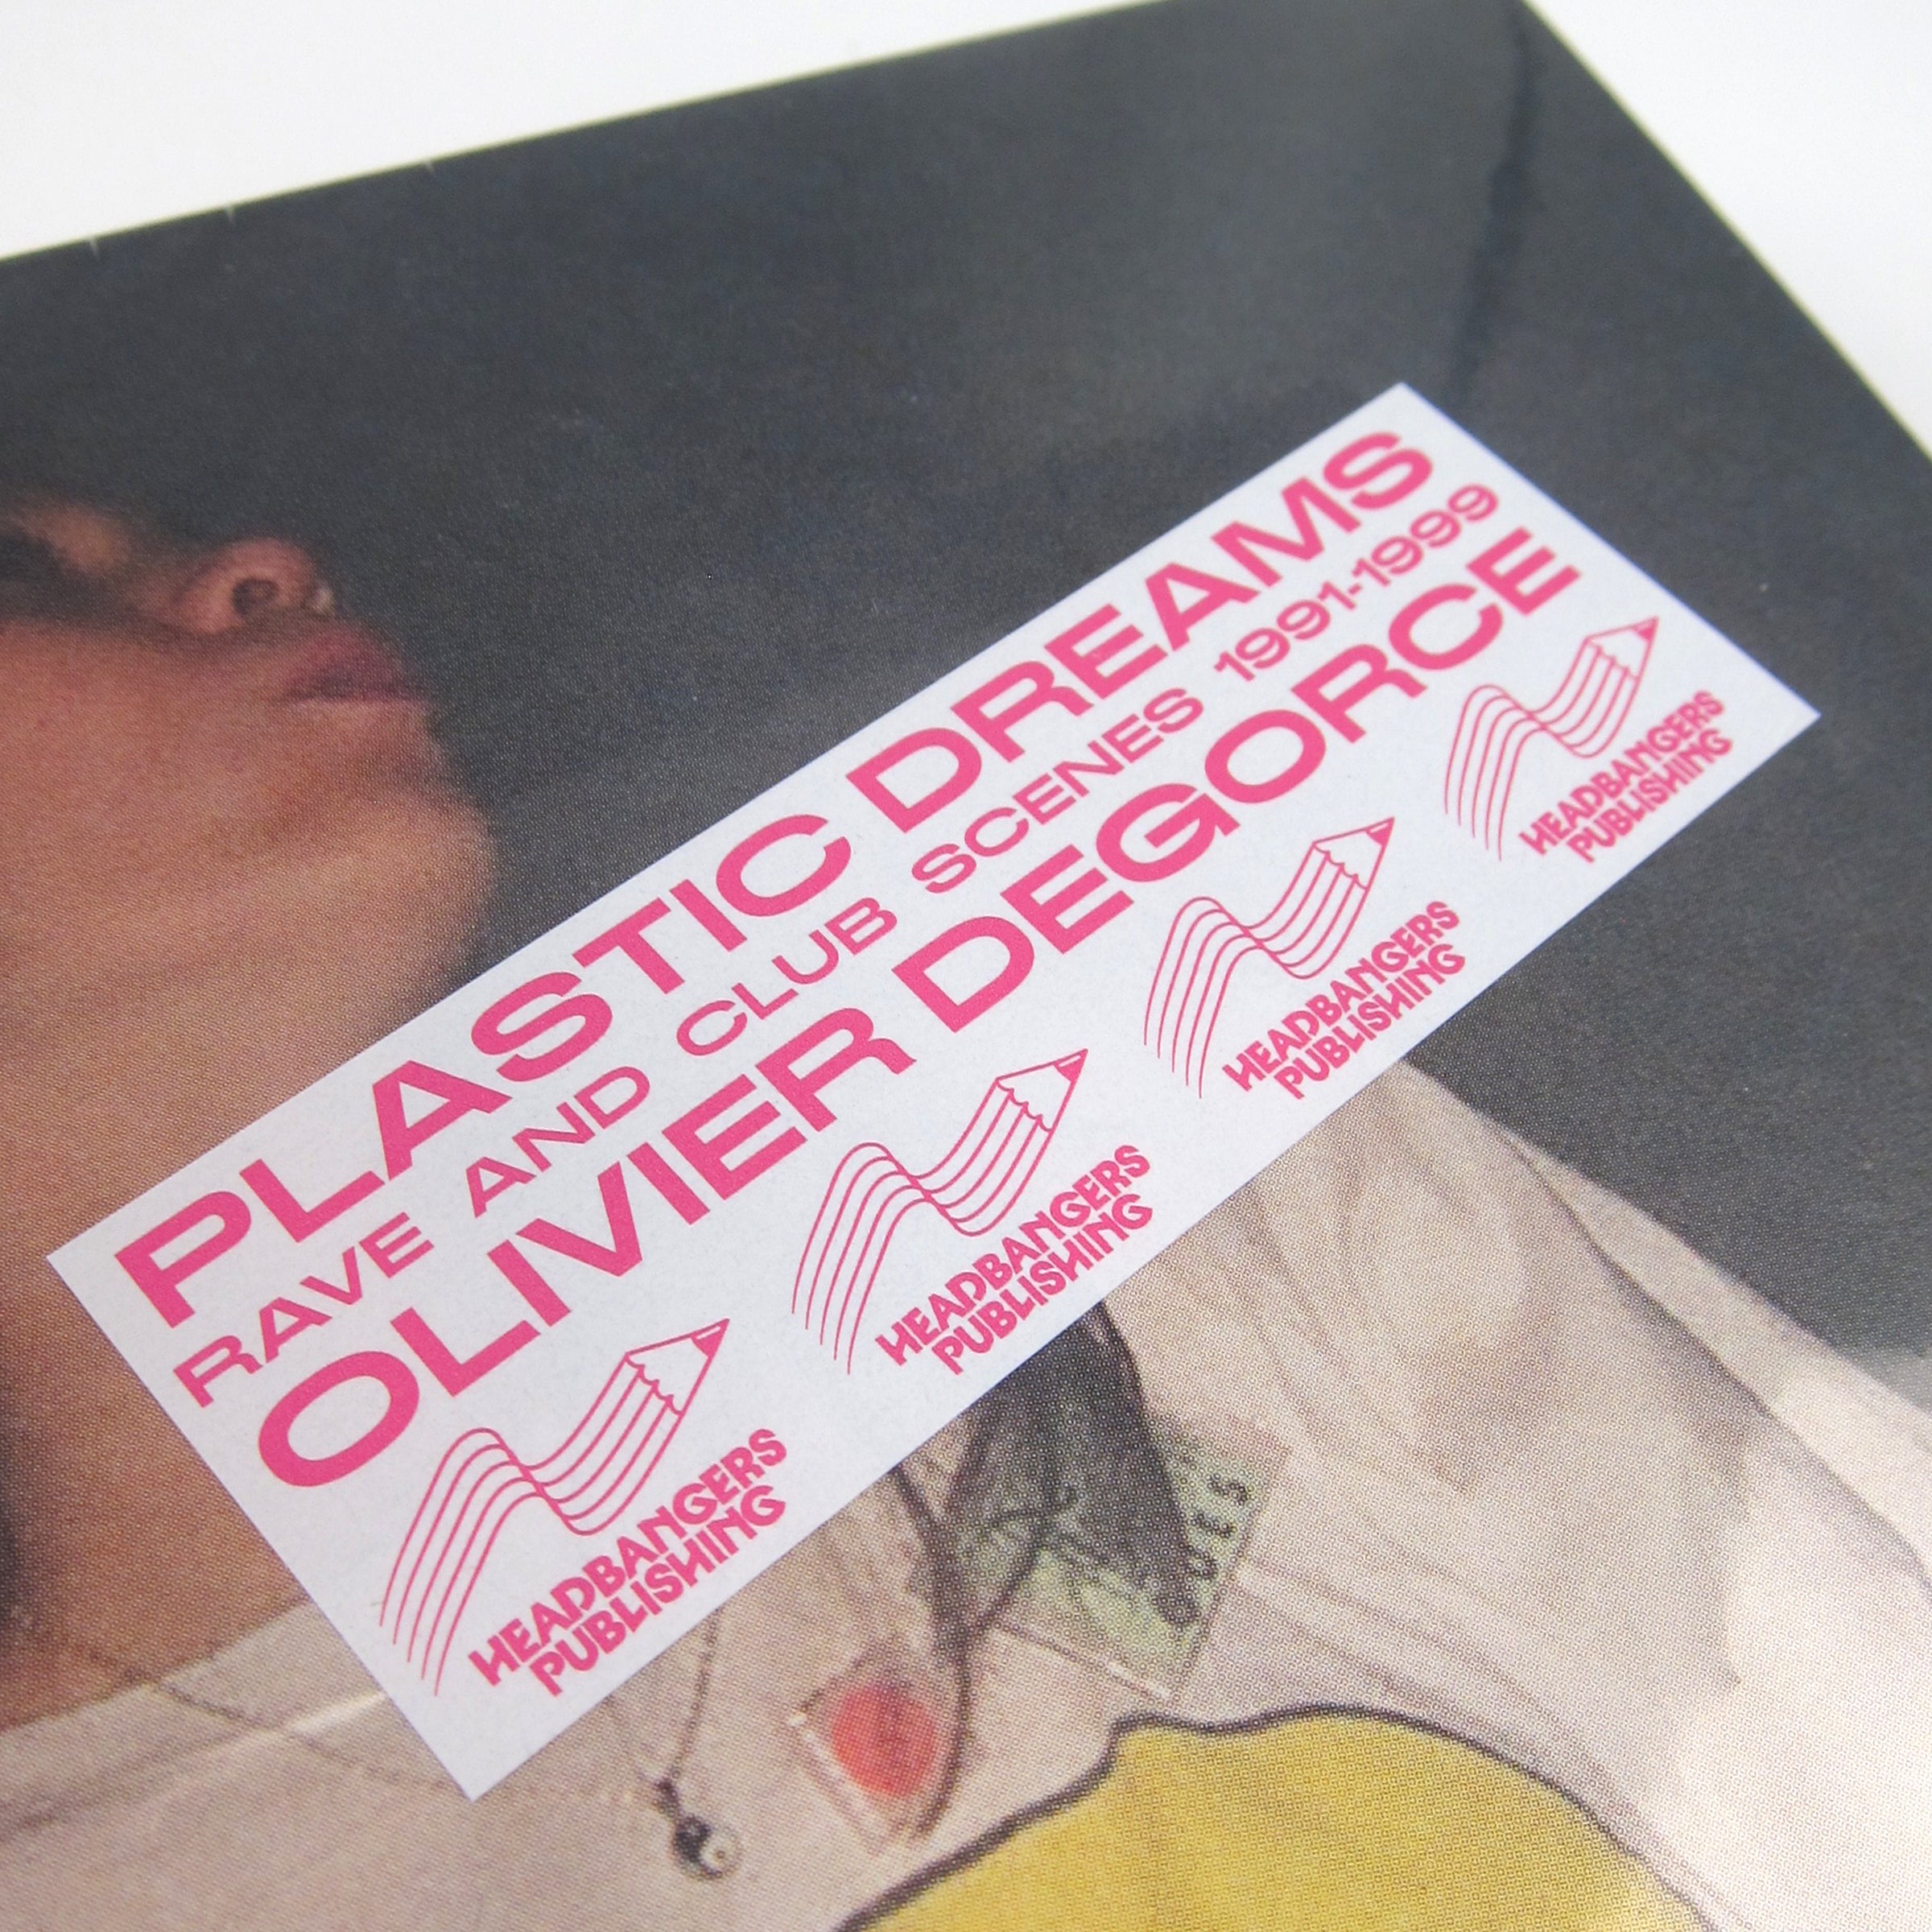 PLASTIC DREAMS
RAVE AND CLUB SCENES 1991-1999
OLIVIER DEGORCE
HEADBANGERS
PUBLISHING
HEADBANGERS
PUBLISHING
HEADBANGERS
PUBLISHING
HEADBANGERS
PUBLISHING